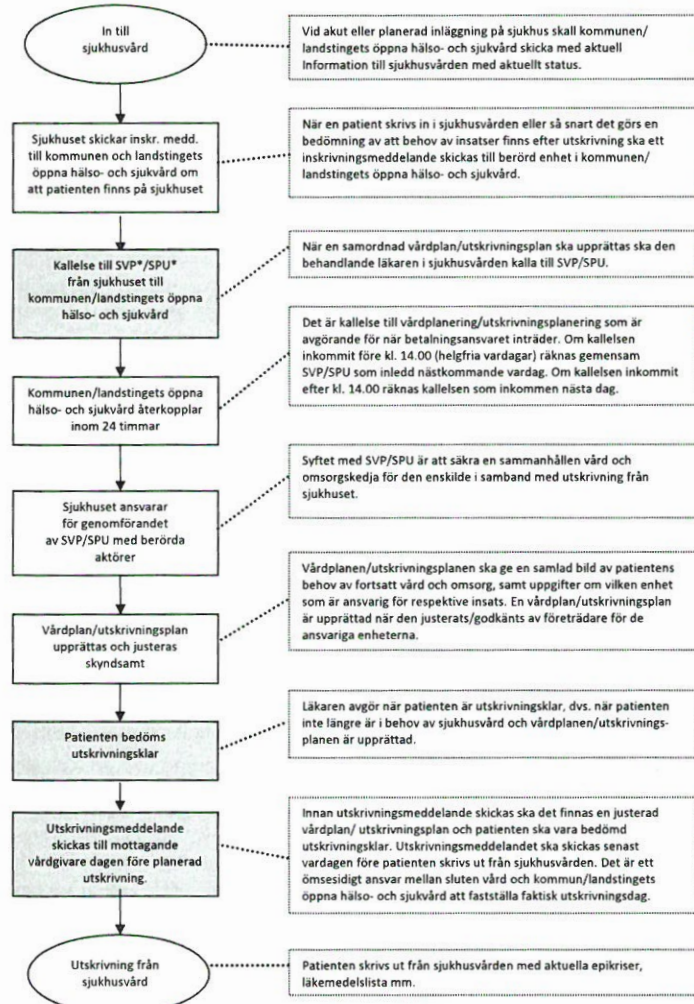 In till
sjukhusvård
Vid akut eller planerad inläggning på sjukhus skall kommunen/
landstingets öppna hälso- och sjukvård skicka med aktuell
Information till sjukhusvården med aktuellt status.
Sjukhuset skickar inskr. medd.
till kommunen och landstingets
öppna hälso- och sjukvård om
att patienten finns på sjukhuset
När en patient skrivs in i sjukhusvården eller så snart det görs en
bedömning av att behov av insatser finns efter utskrivning ska ett
inskrivningsmeddelande skickas till berörd enhet i kommunen/
landstingets öppna hälso- och sjukvård.
Kallelse till SVP*/SPU*
från sjukhuset till
kommunen/landstingets öppna
hälso- och sjukvård
När en samordnad vårdplan/utskrivningsplan ska upprättas ska den
behandlande läkaren i sjukhusvården kalla till SVP/SPU.
Kommunen/landstingets öppna
hälso- och sjukvård återkopplar
inom 24 timmar
Det är kallelse till vårdplanering/utskrivningsplanering som är
avgörande för när betalningsansvaret inträder. Om kallelsen
inkommit före kl. 14.00 (helgfria vardagar) räknas gemensam
SVP/SPU som inledd nästkommande vardag. Om kallelsen inkommit
efter kl. 14.00 räknas kallelsen som inkommen nästa dag.
Sjukhuset ansvarar
för genomförandet
av SVP/SPU med berörda
aktörer
Syftet med SVP/SPU är att säkra en sammanhållen vård och
omsorgskedja för den enskilde i samband med utskrivning från
sjukhuset.
Vårdplan/utskrivningsplan
upprättas och justeras
skyndsamt
Vårdplanen/utskrivningsplanen ska ge en samlad bild av patientens
behov av fortsatt vård och omsorg, samt uppgifter om vilken enhet
som är ansvarig för respektive insats. En vårdplan/utskrivningsplan
är upprättad när den justerats/godkänts av företrädare för de
ansvariga enheterna.
Patienten bedöms
utskrivningsklar
Läkaren avgör när patienten är utskrivningsklar, dvs. när patienten
inte längre är i behov av sjukhusvård och vårdplanen/utskrivnings-
planen är upprättad.
Utskrivningsmeddelande
skickas till mottagande
vårdgivare dagen före planerad
utskrivning.
Innan utskrivningsmeddelande skickas ska det finnas en justerad
vårdplan/ utskrivningsplan och patienten ska vara bedömd
utskrivningsklar. Utskrivningsmeddelandet ska skickas senast
vardagen före patienten skrivs ut från sjukhusvården. Det är ett
ömsesidigt ansvar mellan sluten vård och kommun/landstingets
öppna hälso- och sjukvård att fastställa faktisk utskrivningsdag.
Utskrivning från
sjukhusvård
Patienten skrivs ut från sjukhusvården med aktuella epikriser,
läkemedelslista mm.